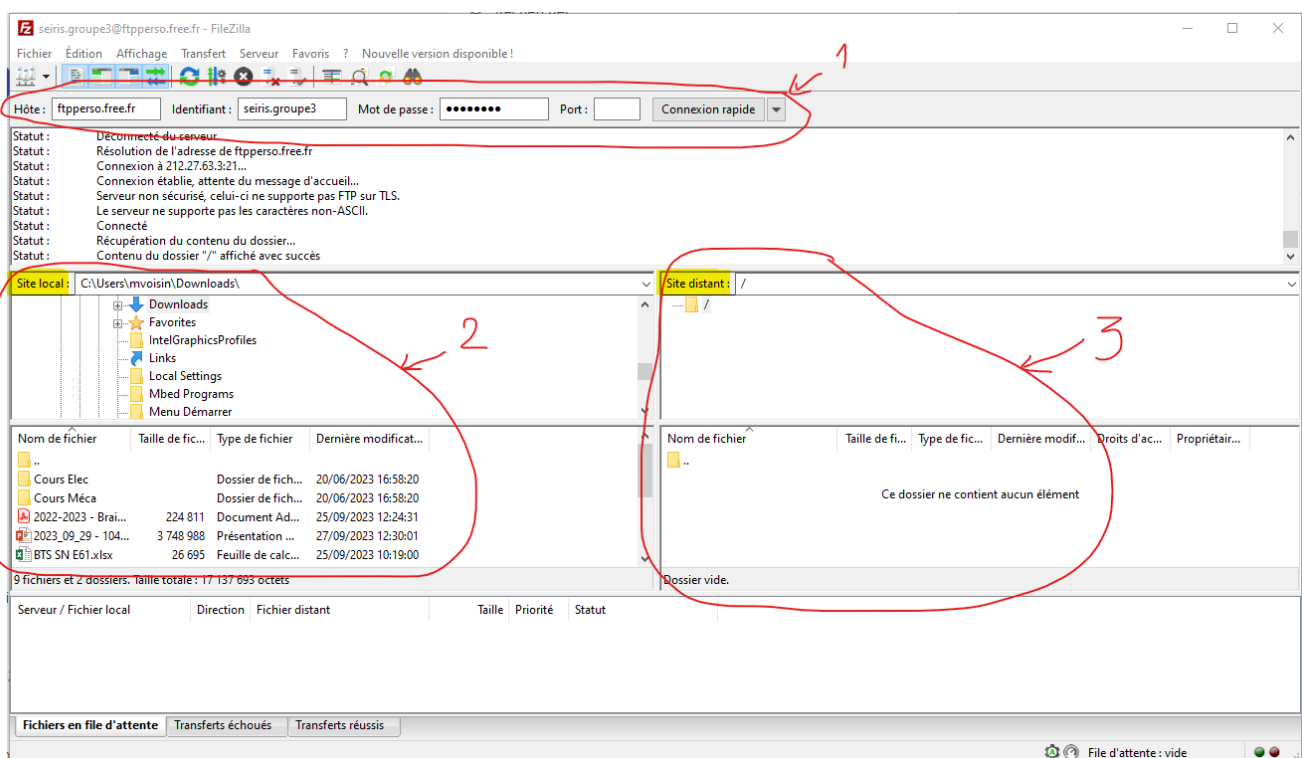 seiris.groupe3@ftpperso.free.fr - FileZilla
Fichier Édition Affichage Transfert Serveur Favoris ? Nouvelle version disponible !
1
Hôte : ftpperso.free.fr Identifiant : seiris.groupe3 Mot de passe : ●●●●●●●● Port : Connexion rapide
Statut : Déconnecté du serveur
Statut : Résolution de l'adresse de ftpperso.free.fr
Statut : Connexion à 212.27.63.3:21...
Statut : Connexion établie, attente du message d'accueil...
Statut : Serveur non sécurisé, celui-ci ne supporte pas FTP sur TLS.
Statut : Le serveur ne supporte pas les caractères non-ASCII.
Statut : Connecté
Statut : Récupération du contenu du dossier...
Statut : Contenu du dossier "/" affiché avec succès
Site local : C:\Users\mvoisin\Downloads\
Downloads
Favorites
IntelGraphicsProfiles
Links
Local Settings
Mbed Programs
Menu Démarrer
2
Nom de fichier Taille de fic... Type de fichier Dernière modificat...
..
Cours Elec Dossier de fich... 20/06/2023 16:58:20
Cours Méca Dossier de fich... 20/06/2023 16:58:20
2022-2023 - Brai... 224 811 Document Ad... 25/09/2023 12:24:31
2023_09_29 - 104... 3 748 988 Présentation ... 27/09/2023 12:30:01
BTS SN E61.xlsx 26 695 Feuille de calc... 25/09/2023 10:19:00
9 fichiers et 2 dossiers. Taille totale : 17 137 693 octets
Site distant : /
/
3
Nom de fichier Taille de fi... Type de fic... Dernière modif... Droits d'ac... Propriétair...
..
Ce dossier ne contient aucun élément
Dossier vide.
Serveur / Fichier local Direction Fichier distant Taille Priorité Statut
Fichiers en file d'attente Transferts échoués Transferts réussis
File d'attente : vide